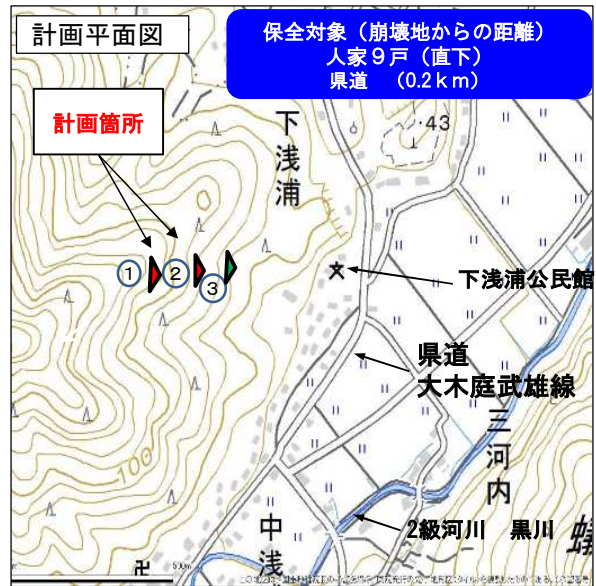 計画平面図
保全対象（崩壊地からの距離）
人家９戸（直下）
県道　（0.2ｋｍ）
計画箇所
下浅浦
・43
① ② ③
下浅浦公民館
県道
大木庭武雄線
三河内
100
2級河川　黒川
中浅
500m